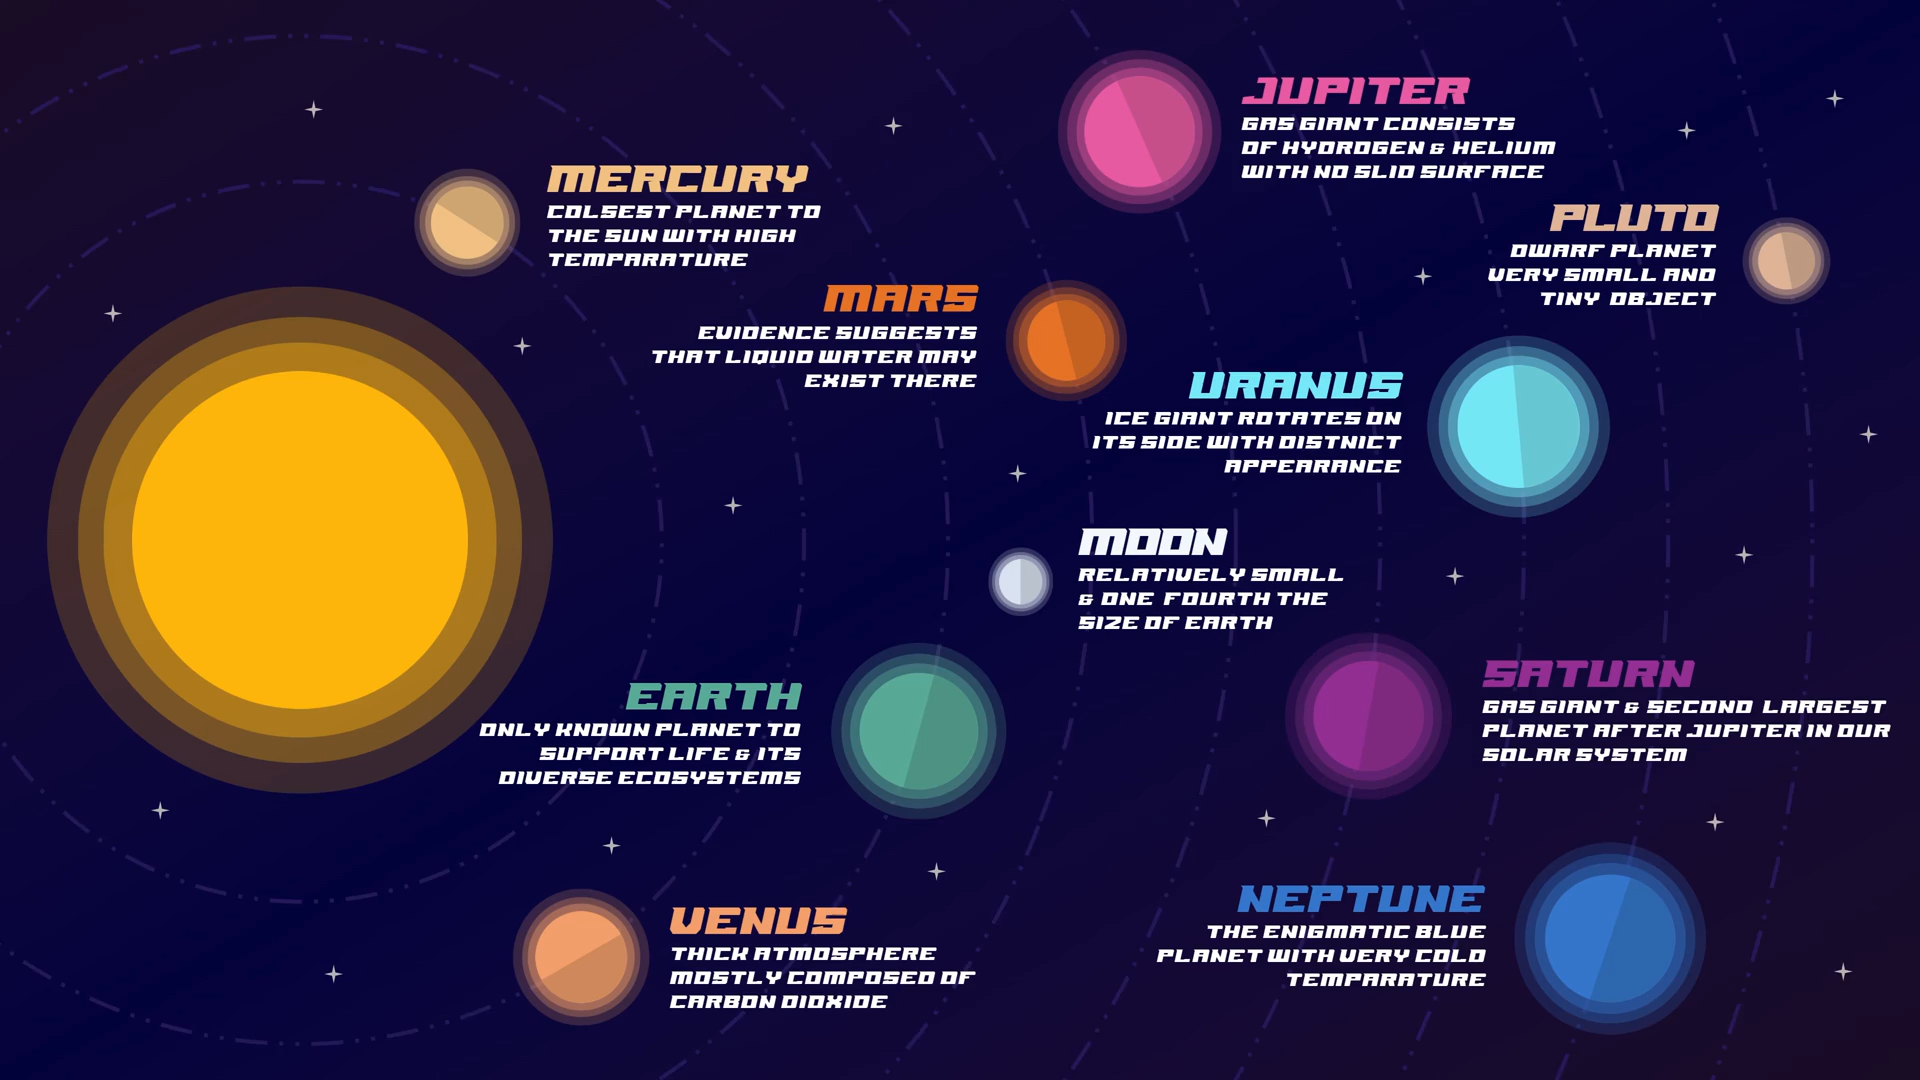 JUPITER
GAS GIANT CONSISTS
OF HYDROGEN & HELIUM
WITH NO SLID SURFACE
MERCURY
COLSEST PLANET TO
THE SUN WITH HIGH
TEMPARATURE
PLUTO
DWARF PLANET
VERY SMALL AND
TINY OBJECT
MARS
EVIDENCE SUGGESTS
THAT LIQUID WATER MAY
EXIST THERE
URANUS
ICE GIANT ROTATES ON
ITS SIDE WITH DISTNICT
APPEARANCE
MOON
RELATIVELY SMALL
& ONE FOURTH THE
SIZE OF EARTH
EARTH
ONLY KNOWN PLANET TO
SUPPORT LIFE & ITS
DIVERSE ECOSYSTEMS
SATURN
GAS GIANT & SECOND LARGEST
PLANET AFTER JUPITER IN OUR
SOLAR SYSTEM
VENUS
THICK ATMOSPHERE
MOSTLY COMPOSED OF
CARBON DIOXIDE
NEPTUNE
THE ENIGMATIC BLUE
PLANET WITH VERY COLD
TEMPARATURE